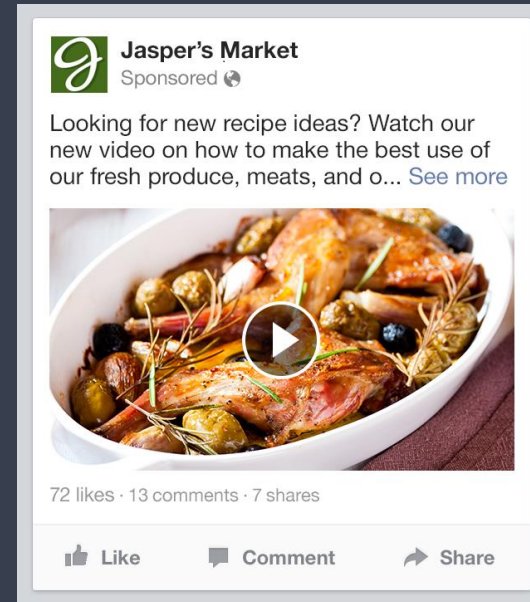 Jasper's Market
Sponsored
Looking for new recipe ideas? Watch our
new video on how to make the best use of
our fresh produce, meats, and o... See more
72 likes · 13 comments · 7 shares
Like Comment Share